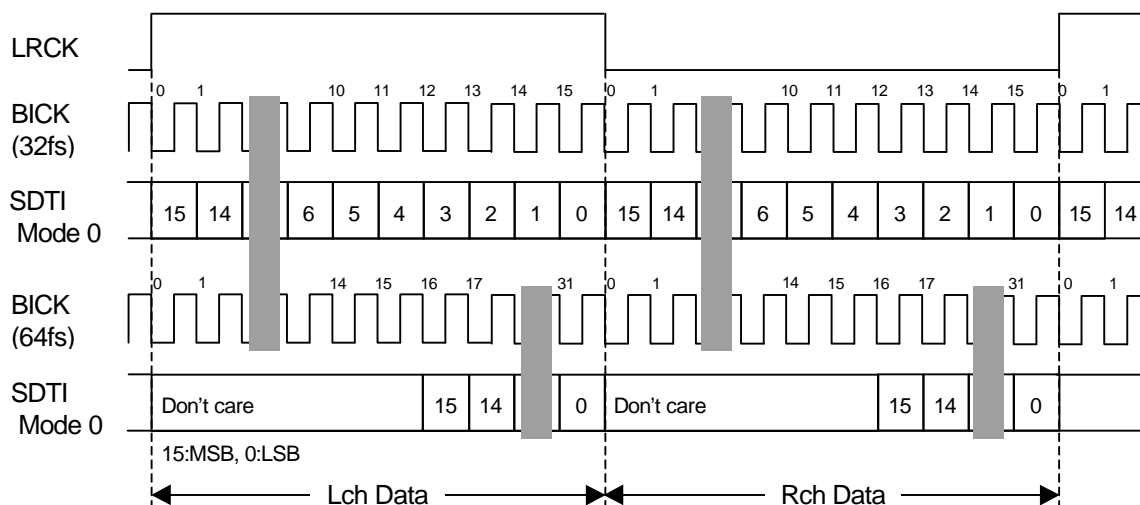 LRCK
0 1 10 11 12 13 14 15 0 1 10 11 12 13 14 15 0 1
BICK
(32fs)
SDTI
Mode 0
15 14 6 5 4 3 2 1 0 15 14 6 5 4 3 2 1 0 15 14
0 1 14 15 16 17 31 0 1 14 15 16 17 31 0 1
BICK
(64fs)
SDTI
Mode 0
Don't care 15 14 0 Don't care 15 14 0
15:MSB, 0:LSB
Lch Data Rch Data